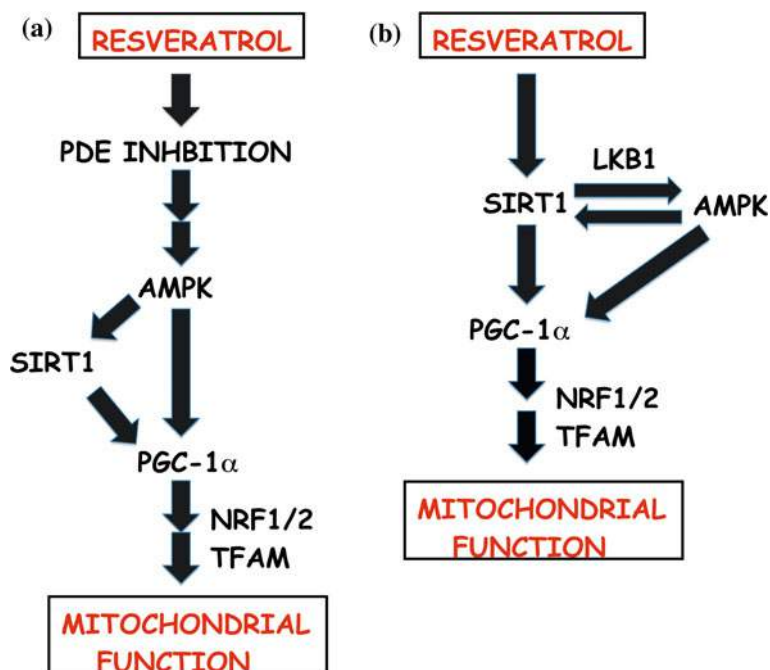 (a)
RESVERATROL
PDE INHBITION
AMPK
SIRT1
PGC-1α
NRF1/2
TFAM
MITOCHONDRIAL
FUNCTION
(b)
RESVERATROL
LKB1
SIRT1
AMPK
PGC-1α
NRF1/2
TFAM
MITOCHONDRIAL
FUNCTION